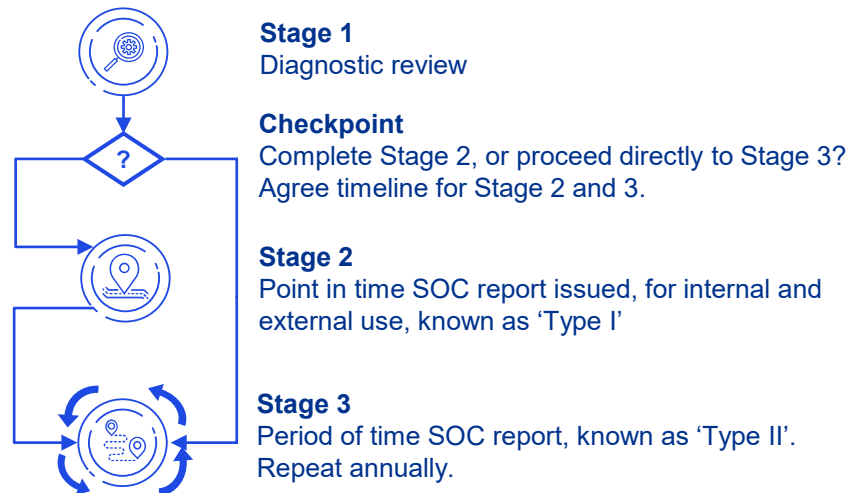 Stage 1
Diagnostic review
?
Checkpoint
Complete Stage 2, or proceed directly to Stage 3?
Agree timeline for Stage 2 and 3.
Stage 2
Point in time SOC report issued, for internal and
external use, known as ‘Type I’
Stage 3
Period of time SOC report, known as ‘Type II’.
Repeat annually.